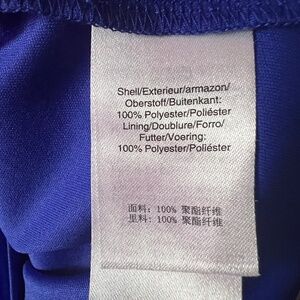 Shell/Exterieur/armazon/
Oberstoff/Buitenkant:
100% Polyester/Poliéster
Lining/Doublure/Forro/
Futter/Voering:
100% Polyester/Poliéster
面料: 100% 聚酯纤维
里料: 100% 聚酯纤维